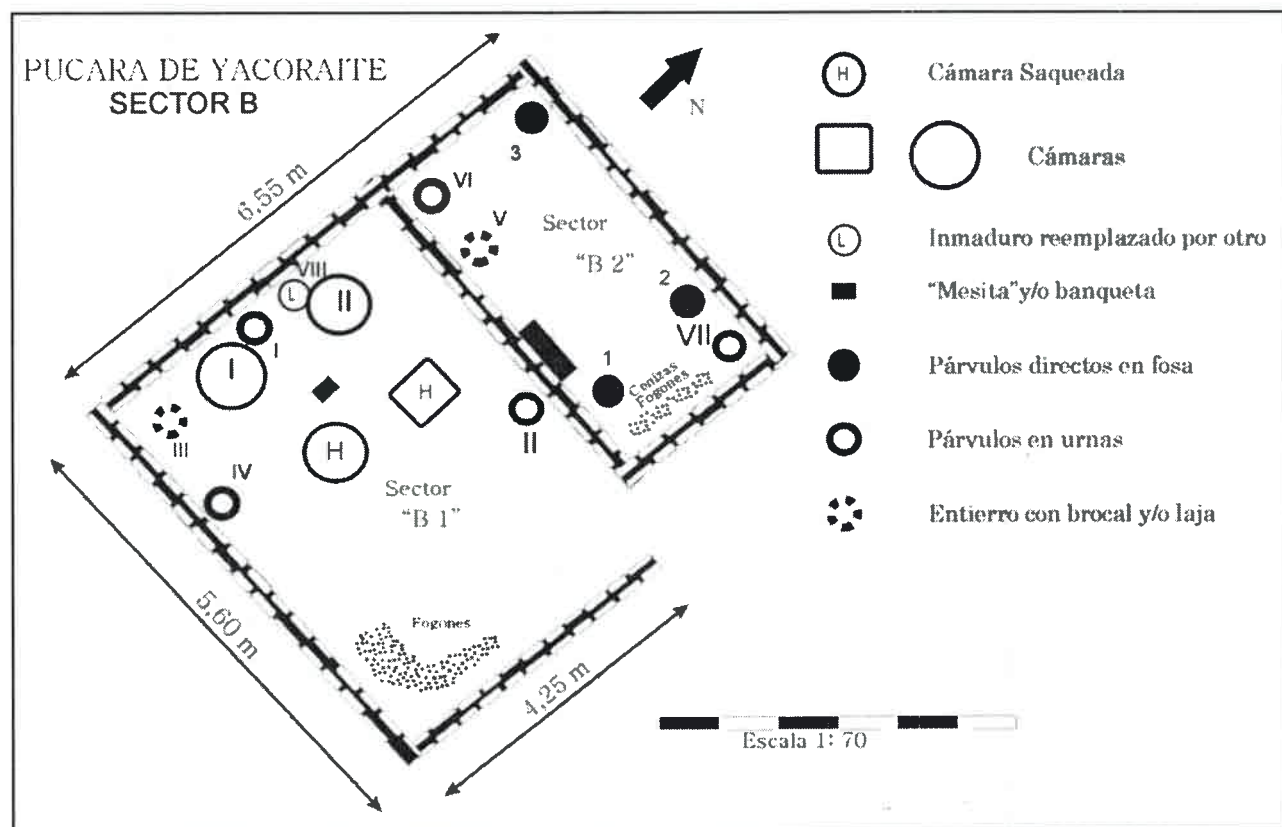 PUCARA DE YACORAITE
SECTOR B
6,55 m
N
3
VI
V
Sector
"B 2"
VIII
L
II
I
I
2
VII
1
Cenizas
Fogones
H
H
II
III
IV
Sector
"B 1"
5,60 m
Fogones
4,25 m
Escala 1: 70
H Cámara Saqueada
Cámaras
L Inmaduro reemplazado por otro
"Mesita" y/o banqueta
Párvulos directos en fosa
Párvulos en urnas
Entierro con brocal y/o laja